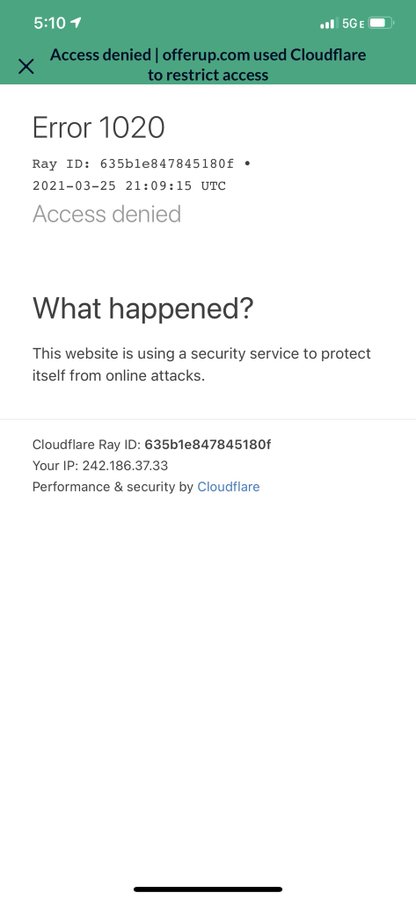 5:10
5GE
Access denied | offerup.com used Cloudflare
to restrict access
Error 1020
Ray ID: 635b1e847845180f •
2021-03-25 21:09:15 UTC
Access denied
What happened?
This website is using a security service to protect
itself from online attacks.
Cloudflare Ray ID: 635b1e847845180f
Your IP: 242.186.37.33
Performance & security by Cloudflare